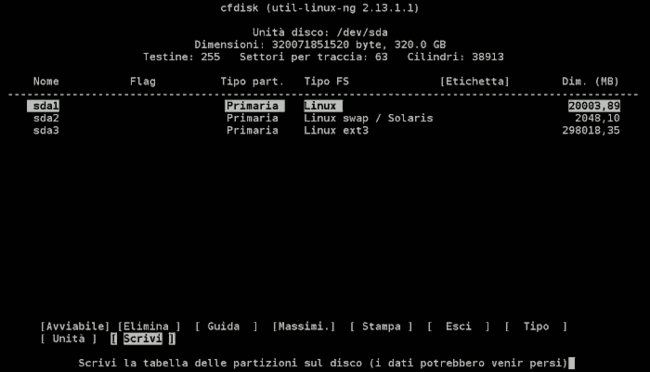 cfdisk (util-linux-ng 2.13.1.1)
Unità disco: /dev/sda
Dimensioni: 320071851520 byte, 320.0 GB
Testine: 255   Settori per traccia: 63   Cilindri: 38913
Nome   Flag   Tipo part.   Tipo FS   [Etichetta]   Dim. (MB)
sda1   Primaria   Linux   20003,89
sda2   Primaria   Linux swap / Solaris   2048,10
sda3   Primaria   Linux ext3   298018,35
[Avviabile] [Elimina ] [ Guida  ] [Massimi.] [ Stampa ] [  Esci  ] [  Tipo  ]
[ Unità ] [ Scrivi ]
Scrivi la tabella delle partizioni sul disco (i dati potrebbero venir persi)